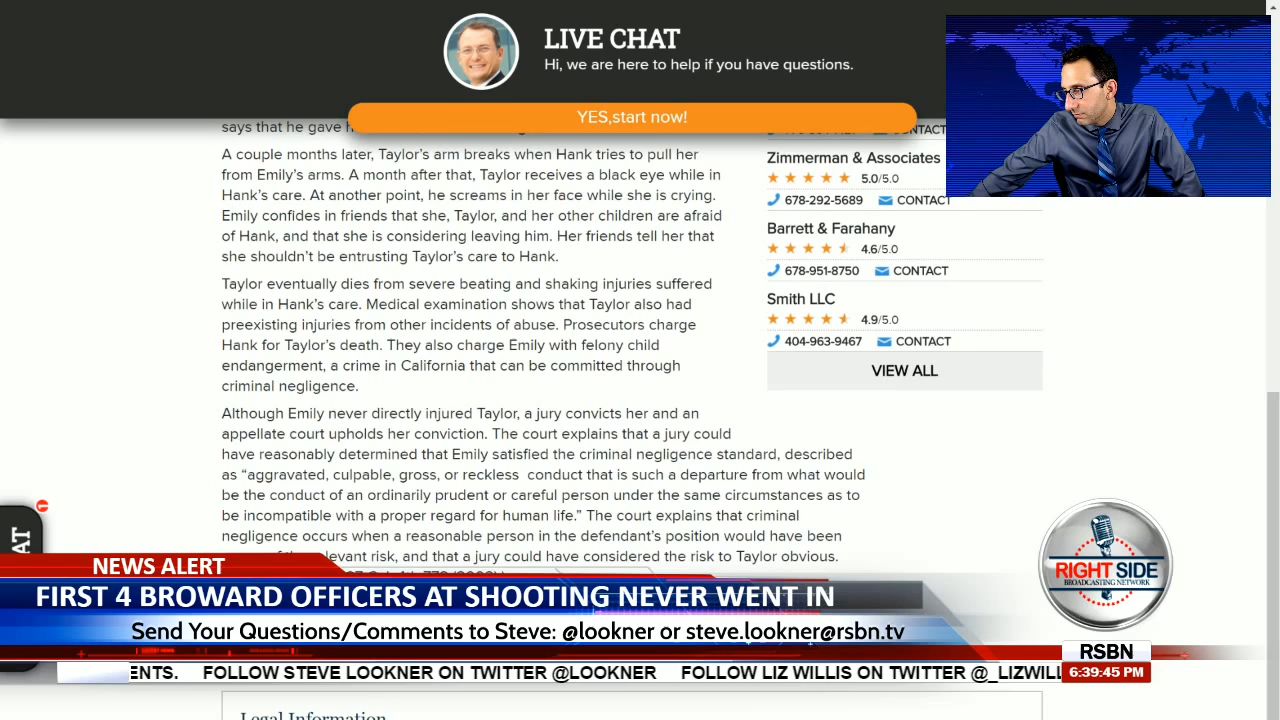 LIVE CHAT
Hi, we are here to help if you have questions.
YES,start now!
says that he gave
A couple months later, Taylor's arm breaks when Hank tries to pull her
from Emily's arms. A month after that, Taylor receives a black eye while in
Hank's care. At another point, he screams in her face while she is crying.
Emily confides in friends that she, Taylor, and her other children are afraid
of Hank, and that she is considering leaving him. Her friends tell her that
she shouldn't be entrusting Taylor's care to Hank.
Taylor eventually dies from severe beating and shaking injuries suffered
while in Hank's care. Medical examination shows that Taylor also had
preexisting injuries from other incidents of abuse. Prosecutors charge
Hank for Taylor's death. They also charge Emily with felony child
endangerment, a crime in California that can be committed through
criminal negligence.
Although Emily never directly injured Taylor, a jury convicts her and an
appellate court upholds her conviction. The court explains that a jury could
have reasonably determined that Emily satisfied the criminal negligence standard, described
as “aggravated, culpable, gross, or reckless conduct that is such a departure from what would
be the conduct of an ordinarily prudent or careful person under the same circumstances as to
be incompatible with a proper regard for human life.” The court explains that criminal
negligence occurs when a reasonable person in the defendant's position would have been
risk, and that a jury could have considered the risk to Taylor obvious.
CONTACT
Zimmerman & Associates
5.0/5.0
678-292-5689 CONTACT
Barrett & Farahany
4.6/5.0
678-951-8750 CONTACT
Smith LLC
4.9/5.0
404-963-9467 CONTACT
VIEW ALL
AT
1
NEWS ALERT
FIRST 4 BROWARD OFFICERS AT SHOOTING NEVER WENT IN
Send Your Questions/Comments to Steve: @lookner or steve.lookner@rsbn.tv
RIGHT SIDE
BROADCASTING NETWORK
RSBN
6:39:45 PM
ENTS. FOLLOW STEVE LOOKNER ON TWITTER @LOOKNER FOLLOW LIZ WILLIS ON TWITTER @_LIZWILL
Legal Information